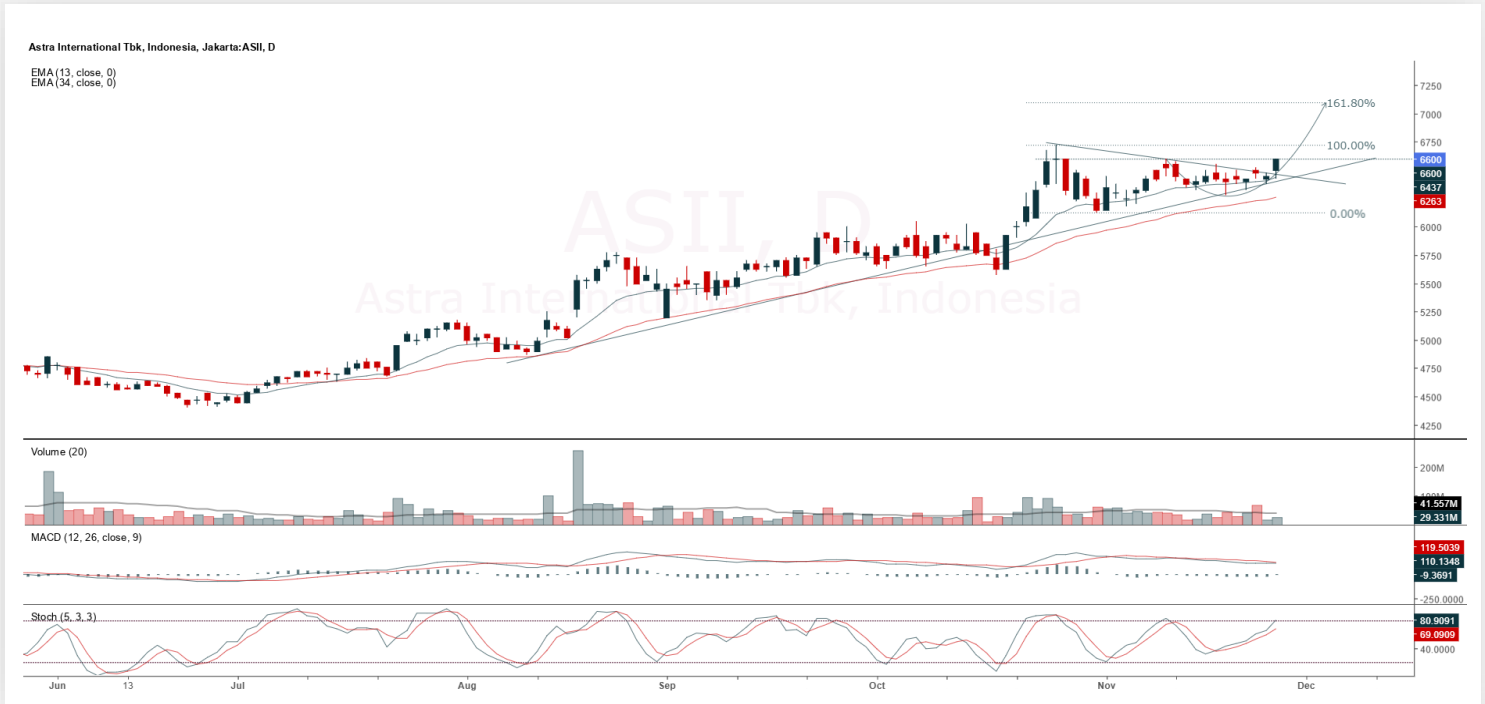 Astra International Tbk, Indonesia, Jakarta:ASII, D
EMA (13, close, 0)
EMA (34, close, 0)
ASII, D
Astra International Tbk, Indonesia
161.80%
100.00%
0.00%
7250
7000
6750
6600
6600
6437
6263
6000
5750
5500
5250
5000
4750
4500
4250
Volume (20)
200M
100M
41.557M
29.331M
MACD (12, 26, close, 9)
119.5039
110.1348
-9.3691
-250.0000
Stoch (5, 3, 3)
80.9091
69.0909
40.0000
Jun 13 Jul Aug Sep Oct Nov Dec